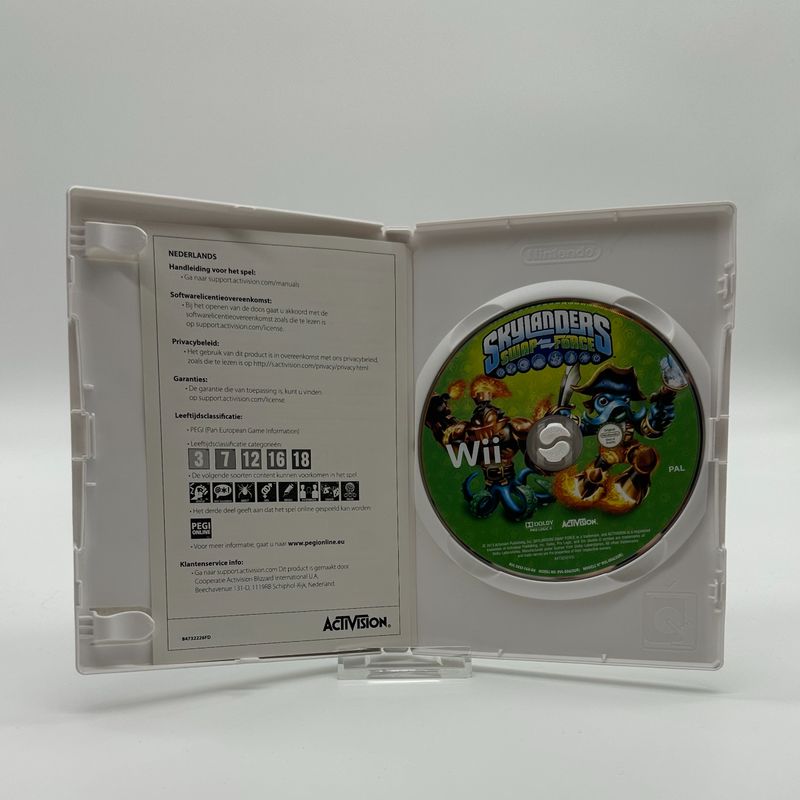 NEDERLANDS
Handleiding voor het spel:
• Ga naar support.activision.com/manuals
Softwarelicentieovereenkomst:
• Bij het openen van de doos gaat u akkoord met de
softwarelicentieovereenkomst zoals die te lezen is
op support.activision.com/license.
Privacybeleid:
• Het gebruik van dit product is in overeenkomst met ons privacybeleid,
zoals die te lezen is op http://s.activision.com/privacy/privacy.html
Garanties:
• De garantie die van toepassing is, kunt u vinden
op support.activision.com/license.
Leeftijdsclassificatie:
• PEGI (Pan European Game Information)
• Leeftijdsclassificatie categorieën:
3 7 12 16 18
• De volgende soorten content kunnen voorkomen in het spel
• Het derde deel geeft aan dat het spel online gespeeld kan worden:
PEGI
ONLINE
• Voor meer informatie, gaat u naar www.pegionline.eu
Klantenservice info:
• Ga naar support.activision.com Dit product is gemaakt door
Cooperatie Activision Blizzard International U.A.
Beechavenue 131-D, 1119RB Schiphol-Rijk, Nederland.
84732226FD
ACTIVISION.
Nintendo
SKYLANDERS
SWAP FORCE
Wii
PAL
DOLBY
PRO LOGIC II
ACTIVISION.